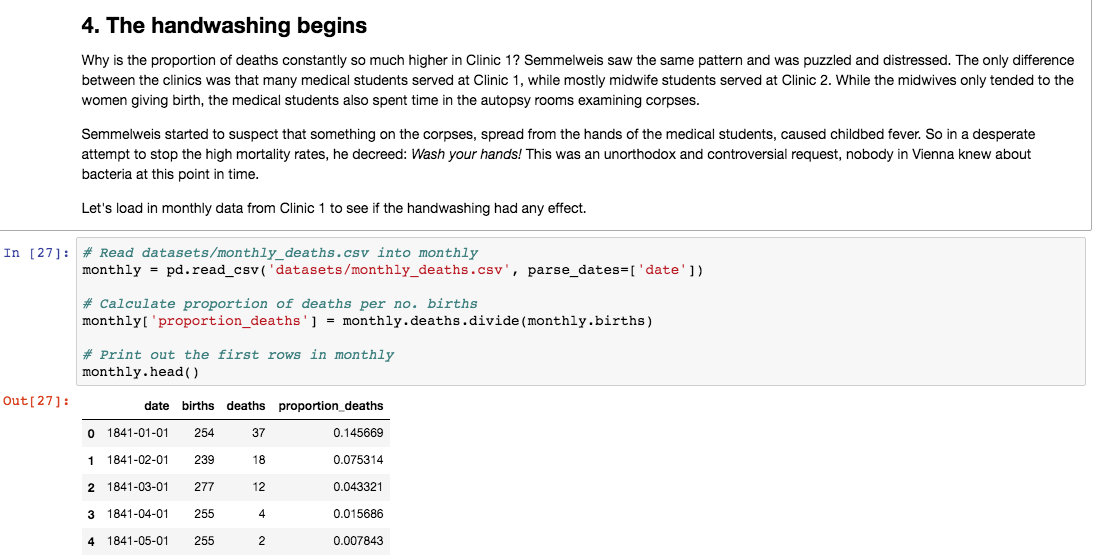 4. The handwashing begins
Why is the proportion of deaths constantly so much higher in Clinic 1? Semmelweis saw the same pattern and was puzzled and distressed. The only difference
between the clinics was that many medical students served at Clinic 1, while mostly midwife students served at Clinic 2. While the midwives only tended to the
women giving birth, the medical students also spent time in the autopsy rooms examining corpses.
Semmelweis started to suspect that something on the corpses, spread from the hands of the medical students, caused childbed fever. So in a desperate
attempt to stop the high mortality rates, he decreed: Wash your hands! This was an unorthodox and controversial request, nobody in Vienna knew about
bacteria at this point in time.
Let's load in monthly data from Clinic 1 to see if the handwashing had any effect.
In [27]: # Read datasets/monthly_deaths.csv into monthly
monthly = pd.read_csv('datasets/monthly_deaths.csv', parse_dates=['date'])
# Calculate proportion of deaths per no. births
monthly['proportion_deaths'] = monthly.deaths.divide(monthly.births)
# Print out the first rows in monthly
monthly.head()
Out[27]:
date births deaths proportion_deaths
0 1841-01-01 254 37 0.145669
1 1841-02-01 239 18 0.075314
2 1841-03-01 277 12 0.043321
3 1841-04-01 255 4 0.015686
4 1841-05-01 255 2 0.007843